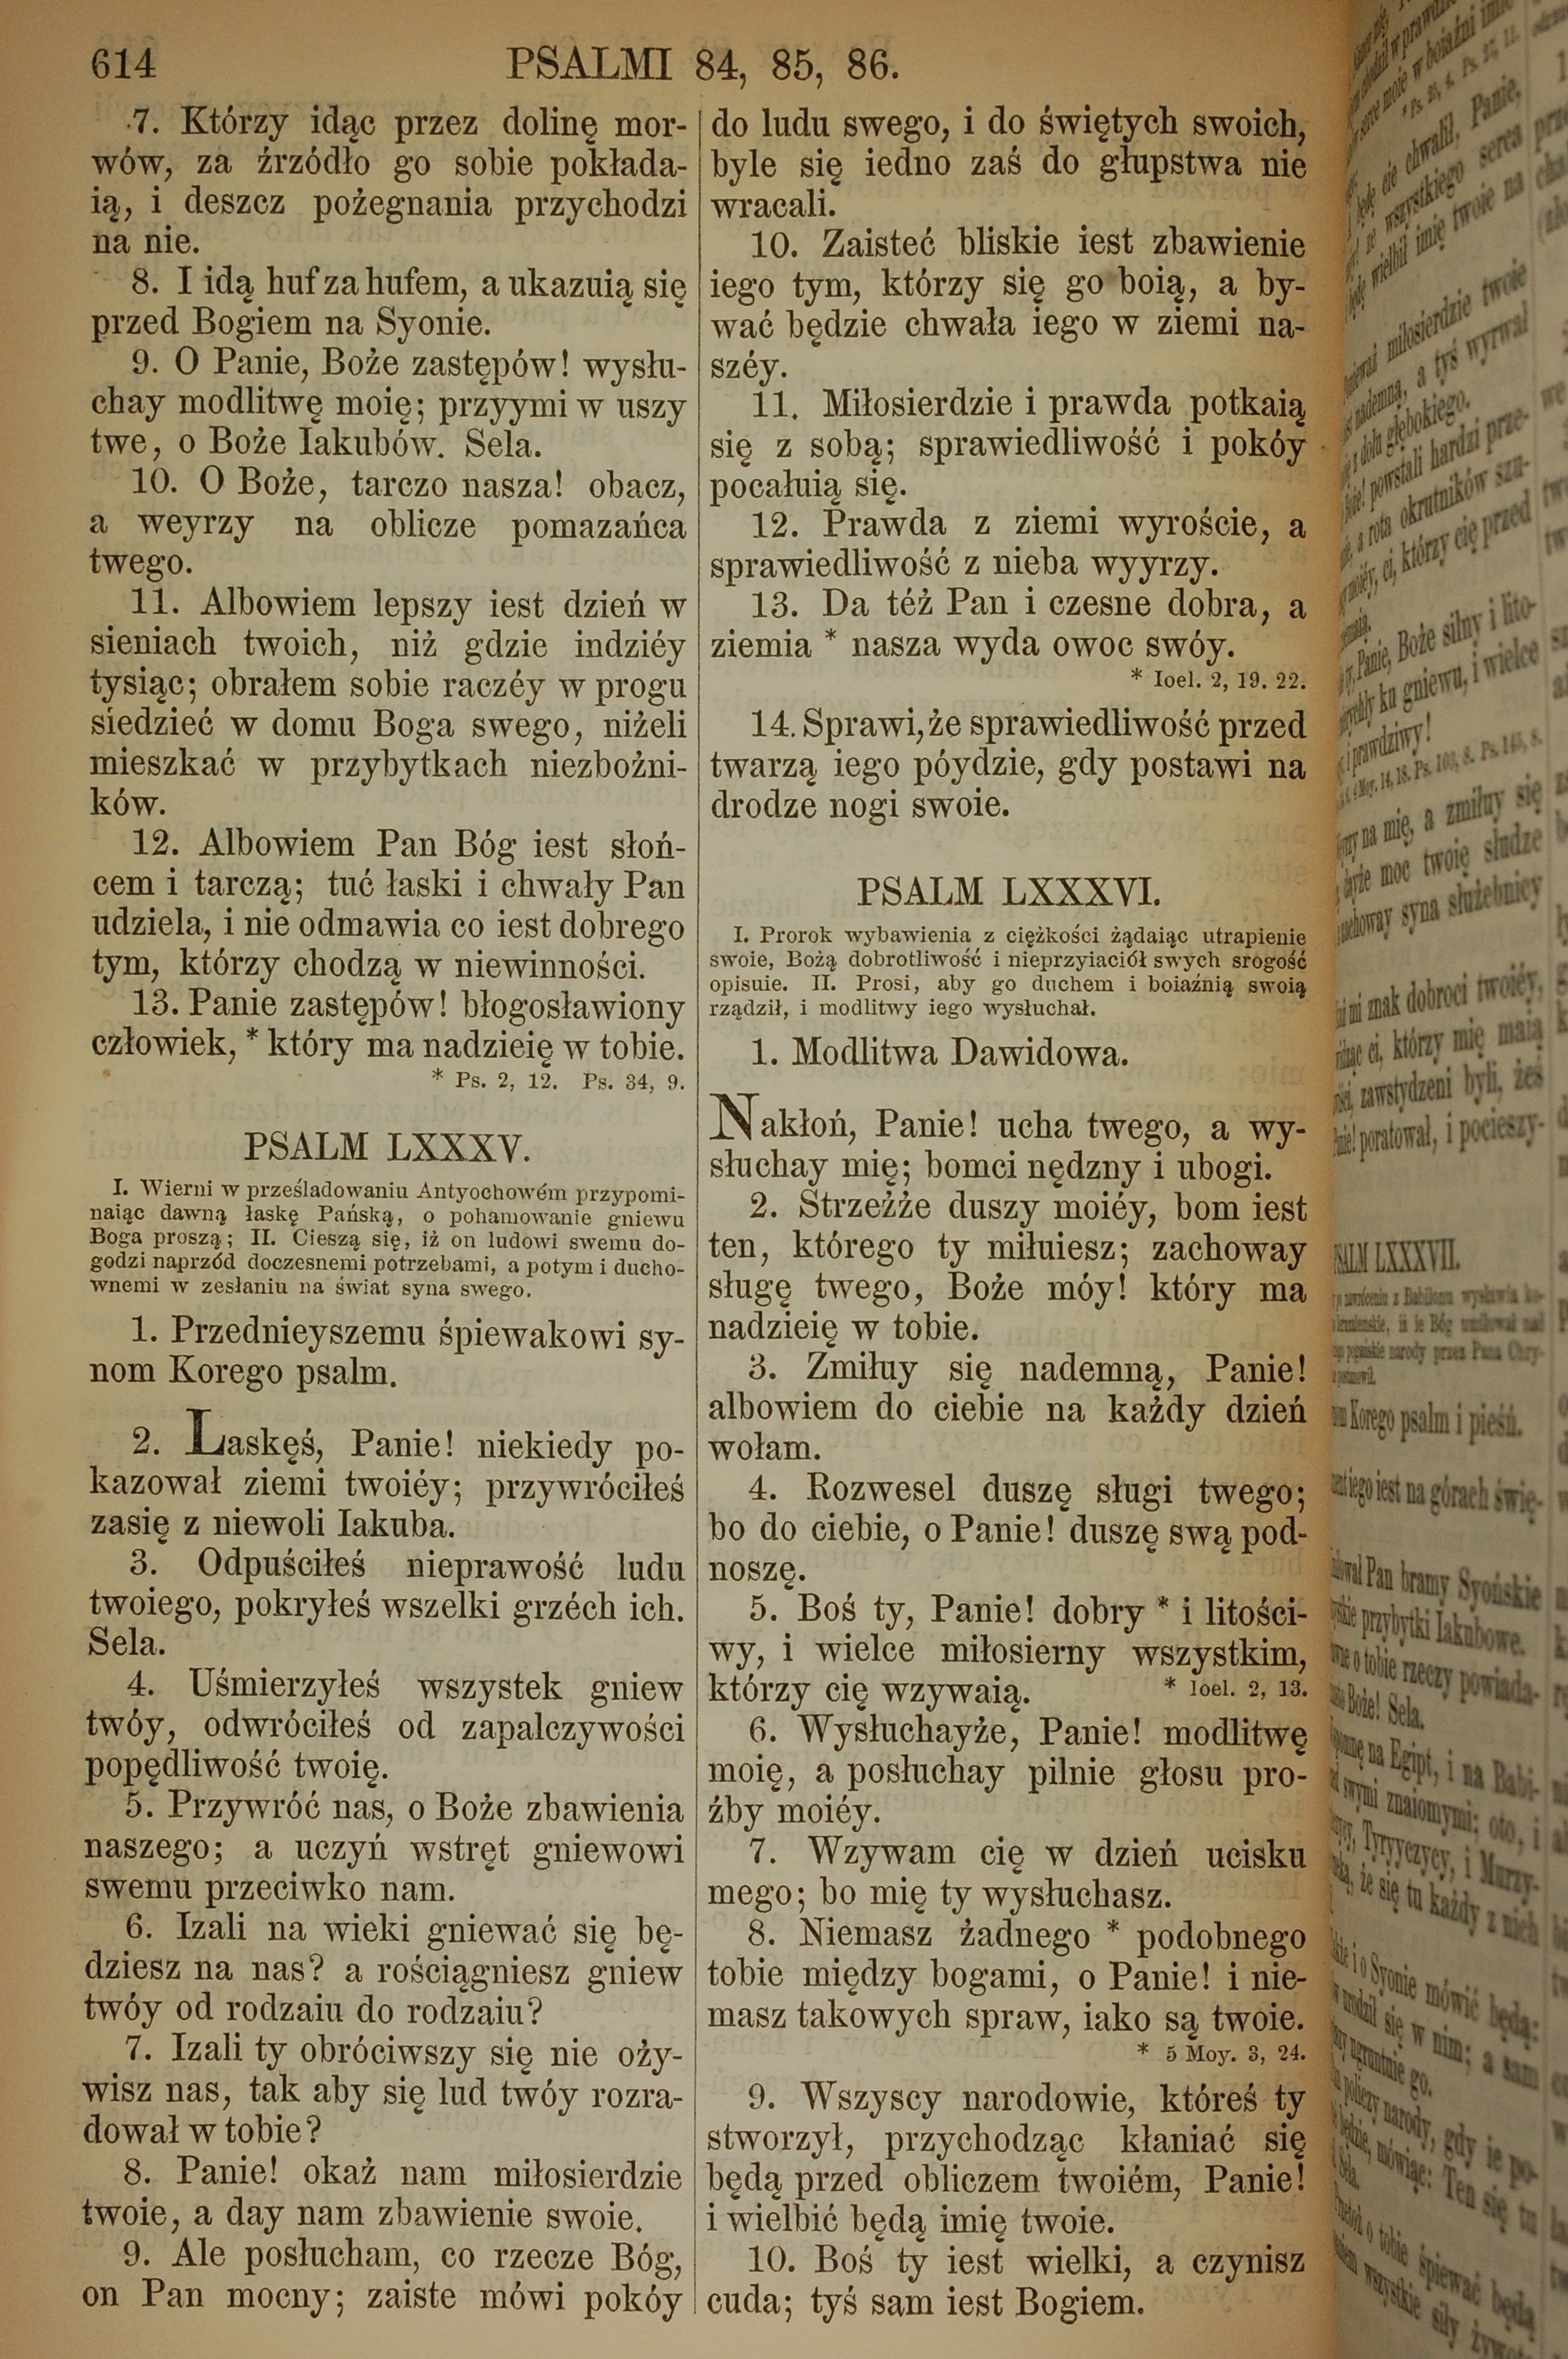 614
PSALMI 84, 85, 86.
7. Którzy idąc przez dolinę mor-
wów, za źrzódło go sobie pokłada-
ią, i deszcz pożegnania przychodzi
na nie.
8. I idą huf za hufem, a ukazuią się
przed Bogiem na Syonie.
9. O Panie, Boże zastępów! wysłu-
chay modlitwę moię; przyymi w uszy
twe, o Boże Iakubów. Sela.
10. O Boże, tarczo nasza! obacz,
a weyrzy na oblicze pomazańca
twego.
11. Albowiem lepszy iest dzień w
sieniach twoich, niż gdzie indziéy
tysiąc; obrałem sobie raczéy w progu
siedzieć w domu Boga swego, niżeli
mieszkać w przybytkach niezbożni-
ków.
12. Albowiem Pan Bóg iest słoń-
cem i tarczą; tuć łaski i chwały Pan
udziela, i nie odmawia co iest dobrego
tym, którzy chodzą w niewinności.
13. Panie zastępów! błogosławiony
człowiek, * który ma nadzieię w tobie.
* Ps. 2, 12. Ps. 34, 9.
PSALM LXXXV.
I. Wierni w prześladowaniu Antyochowém przypomi-
naiąc dawną łaskę Pańską, o pohamowanie gniewu
Boga proszą; II. Cieszą się, iż on ludowi swemu do-
godzi naprzód doczesnemi potrzebami, a potym i ducho-
wnemi w zesłaniu na świat syna swego.
1. Przednieyszemu śpiewakowi sy-
nom Korego psalm.
2. Łaskęś, Panie! niekiedy po-
kazował ziemi twoiéy; przywróciłeś
zasię z niewoli Iakuba.
3. Odpuściłeś nieprawość ludu
twoiego, pokryłeś wszelki grzéch ich.
Sela.
4. Uśmierzyłeś wszystek gniew
twóy, odwróciłeś od zapalczywości
popędliwość twoię.
5. Przywróć nas, o Boże zbawienia
naszego; a uczyń wstręt gniewowi
swemu przeciwko nam.
6. Izali na wieki gniewać się bę-
dziesz na nas? a rościągniesz gniew
twóy od rodzaiu do rodzaiu?
7. Izali ty obróciwszy się nie oży-
wisz nas, tak aby się lud twóy rozra-
dował w tobie?
8. Panie! okaż nam miłosierdzie
twoie, a day nam zbawienie swoie.
9. Ale posłucham, co rzecze Bóg,
on Pan mocny; zaiste mówi pokóy
do ludu swego, i do świętych swoich,
byle się iedno zaś do głupstwa nie
wracali.
10. Zaisteć bliskie iest zbawienie
iego tym, którzy się go boią, a by-
wać będzie chwała iego w ziemi na-
széy.
11. Miłosierdzie i prawda potkaią
się z sobą; sprawiedliwość i pokóy
pocałuią się.
12. Prawda z ziemi wyroście, a
sprawiedliwość z nieba wyyrzy.
13. Da téż Pan i czesne dobra, a
ziemia * nasza wyda owoc swóy.
* Ioel. 2, 19. 22.
14. Sprawi, że sprawiedliwość przed
twarzą iego póydzie, gdy postawi na
drodze nogi swoie.
PSALM LXXXVI.
I. Prorok wybawienia z ciężkości żądaiąc utrapienie
swoie, Bożą dobrotliwość i nieprzyiaciół swych srogość
opisuie. II. Prosi, aby go duchem i boiaźnią swoią
rządził, i modlitwy iego wysłuchał.
1. Modlitwa Dawidowa.
Nakłoń, Panie! ucha twego, a wy-
słuchay mię; bomci nędzny i ubogi.
2. Strzeżże duszy moiéy, bom iest
ten, którego ty miłuiesz; zachoway
sługę twego, Boże móy! który ma
nadzieię w tobie.
3. Zmiłuy się nademną, Panie!
albowiem do ciebie na każdy dzień
wołam.
4. Rozwesel duszę sługi twego;
bo do ciebie, o Panie! duszę swą pod-
noszę.
5. Boś ty, Panie! dobry * i litości-
wy, i wielce miłosierny wszystkim,
którzy cię wzywaią. * Ioel. 2, 13.
6. Wysłuchayże, Panie! modlitwę
moię, a posłuchay pilnie głosu pro-
źby moiéy.
7. Wzywam cię w dzień ucisku
mego; bo mię ty wysłuchasz.
8. Niemasz żadnego * podobnego
tobie między bogami, o Panie! i nie-
masz takowych spraw, iako są twoie.
* 5 Moy. 3, 24.
9. Wszyscy narodowie, któreś ty
stworzył, przychodząc kłaniać się
będą przed obliczem twoiém, Panie!
i wielbić będą imię twoie.
10. Boś ty iest wielki, a czynisz
cuda; tyś sam iest Bogiem.